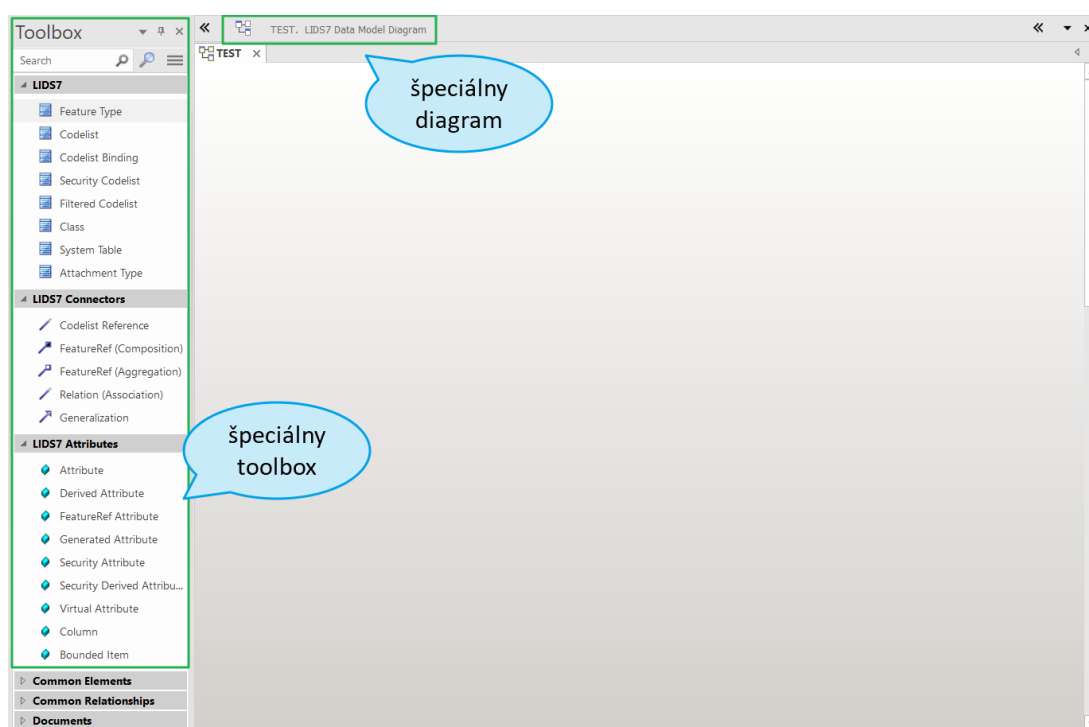 Toolbox
TEST. LIDS7 Data Model Diagram
Search
TEST
LIDS7
špeciálny
diagram
Feature Type
Codelist
Codelist Binding
Security Codelist
Filtered Codelist
Class
System Table
Attachment Type
LIDS7 Connectors
Codelist Reference
FeatureRef (Composition)
FeatureRef (Aggregation)
Relation (Association)
Generalization
LIDS7 Attributes
špeciálny
toolbox
Attribute
Derived Attribute
FeatureRef Attribute
Generated Attribute
Security Attribute
Security Derived Attribu...
Virtual Attribute
Column
Bounded Item
Common Elements
Common Relationships
Documents